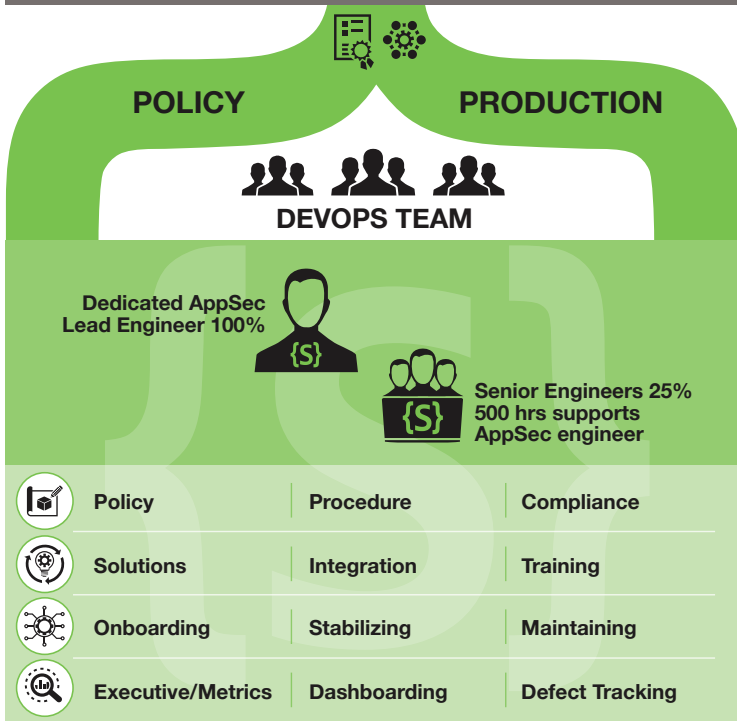 POLICY
PRODUCTION
DEVOPS TEAM
Dedicated AppSec
Lead Engineer 100%
{S}
{S}
Senior Engineers 25%
500 hrs supports
AppSec engineer
Policy
Procedure
Compliance
Solutions
Integration
Training
Onboarding
Stabilizing
Maintaining
Executive/Metrics
Dashboarding
Defect Tracking
{S}